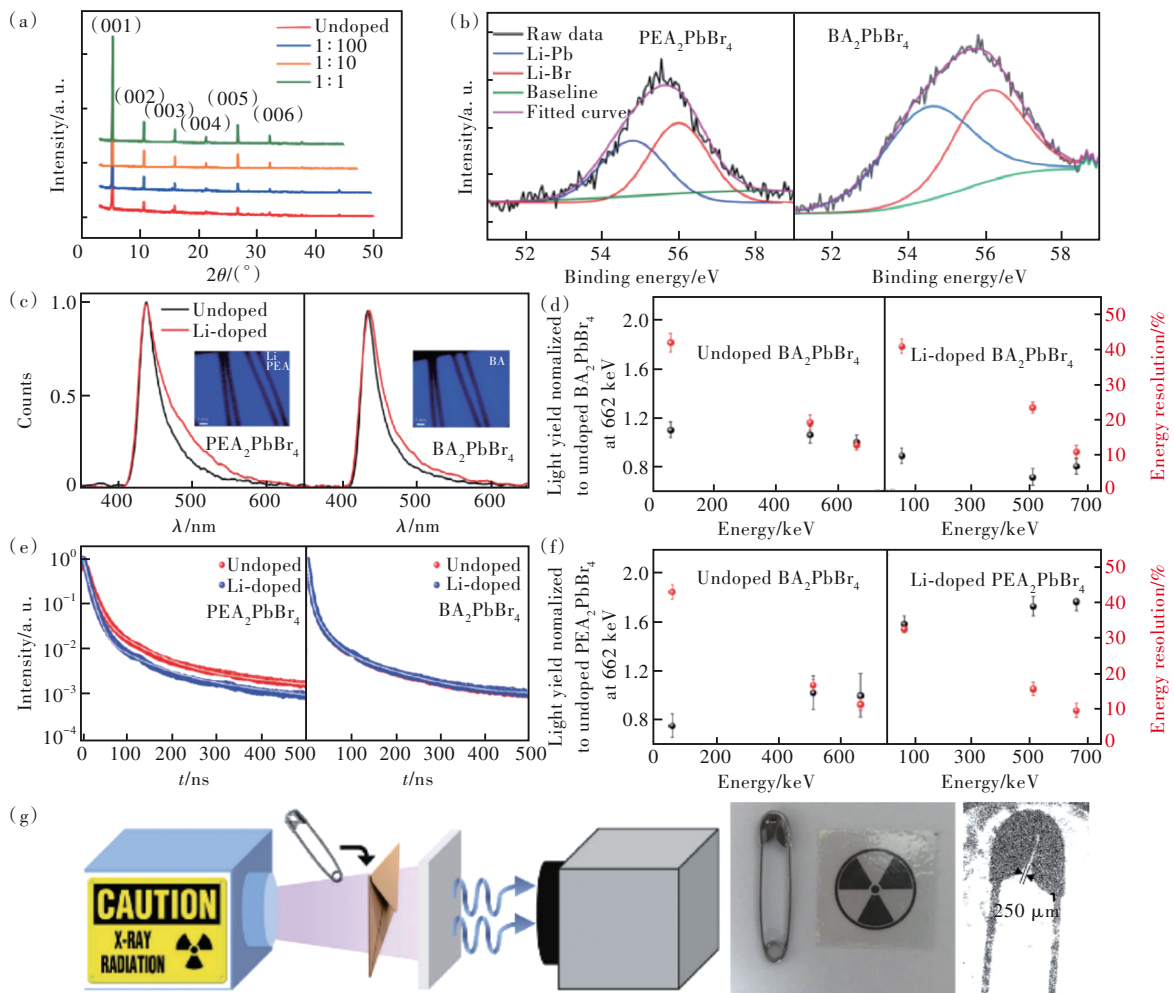 (a)
(001)
(002)
(003)
(004)
(005)
(006)
Undoped
1∶100
1∶10
1∶1
Intensity/a. u.
0 10 20 30 40 50
2θ/(°)
(b)
Raw data
Li-Pb
Li-Br
Baseline
Fitted curve
PEA₂PbBr₄
BA₂PbBr₄
Intensity/a. u.
52 54 56 58
52 54 56 58
Binding energy/eV
Binding energy/eV
(c)
Undoped
Li-doped
1.0
0.5
0
Counts
Li
PEA
BA
PEA₂PbBr₄
BA₂PbBr₄
400 500 600
400 500 600
λ/nm
λ/nm
(d)
Light yield nomalized
to undoped BA₂PbBr₄
at 662 keV
2.0
1.6
1.2
0.8
Undoped BA₂PbBr₄
Li-doped BA₂PbBr₄
50
40
30
20
10
0
Energy resolution/%
0 200 400 600
0 100 200 300 400 500 600 700
Energy/keV
Energy/keV
(e)
10⁰
10⁻¹
10⁻²
10⁻³
10⁻⁴
Intensity/a. u.
Undoped
Li-doped
PEA₂PbBr₄
Undoped
Li-doped
BA₂PbBr₄
0 100 200 300 400 500
100 200 300 400 500
t/ns
t/ns
(f)
Light yield nomalized
to undoped PEA₂PbBr₄
at 662 keV
2.0
1.6
1.2
0.8
Undoped BA₂PbBr₄
Li-doped PEA₂PbBr₄
50
40
30
20
10
0
Energy resolution/%
0 200 400 600
0 100 200 300 400 500 600 700
Energy/keV
Energy/keV
(g)
CAUTION
X-RAY
RADIATION
250 μm